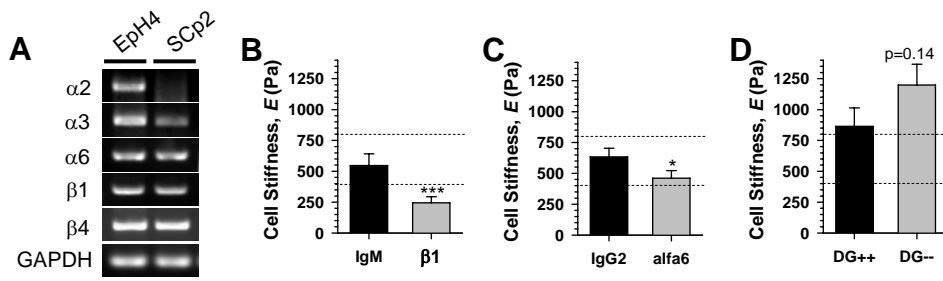 A
EpH4 SCp2
α2
α3
α6
β1
β4
GAPDH
B
Cell Stiffness, E (Pa)
1250
1000
750
500
250
0
***
IgM β1
C
Cell Stiffness, E (Pa)
1250
1000
750
500
250
0
*
IgG2 alfa6
D
Cell Stiffness, E (Pa)
1250
1000
750
500
250
0
p=0.14
DG++ DG--